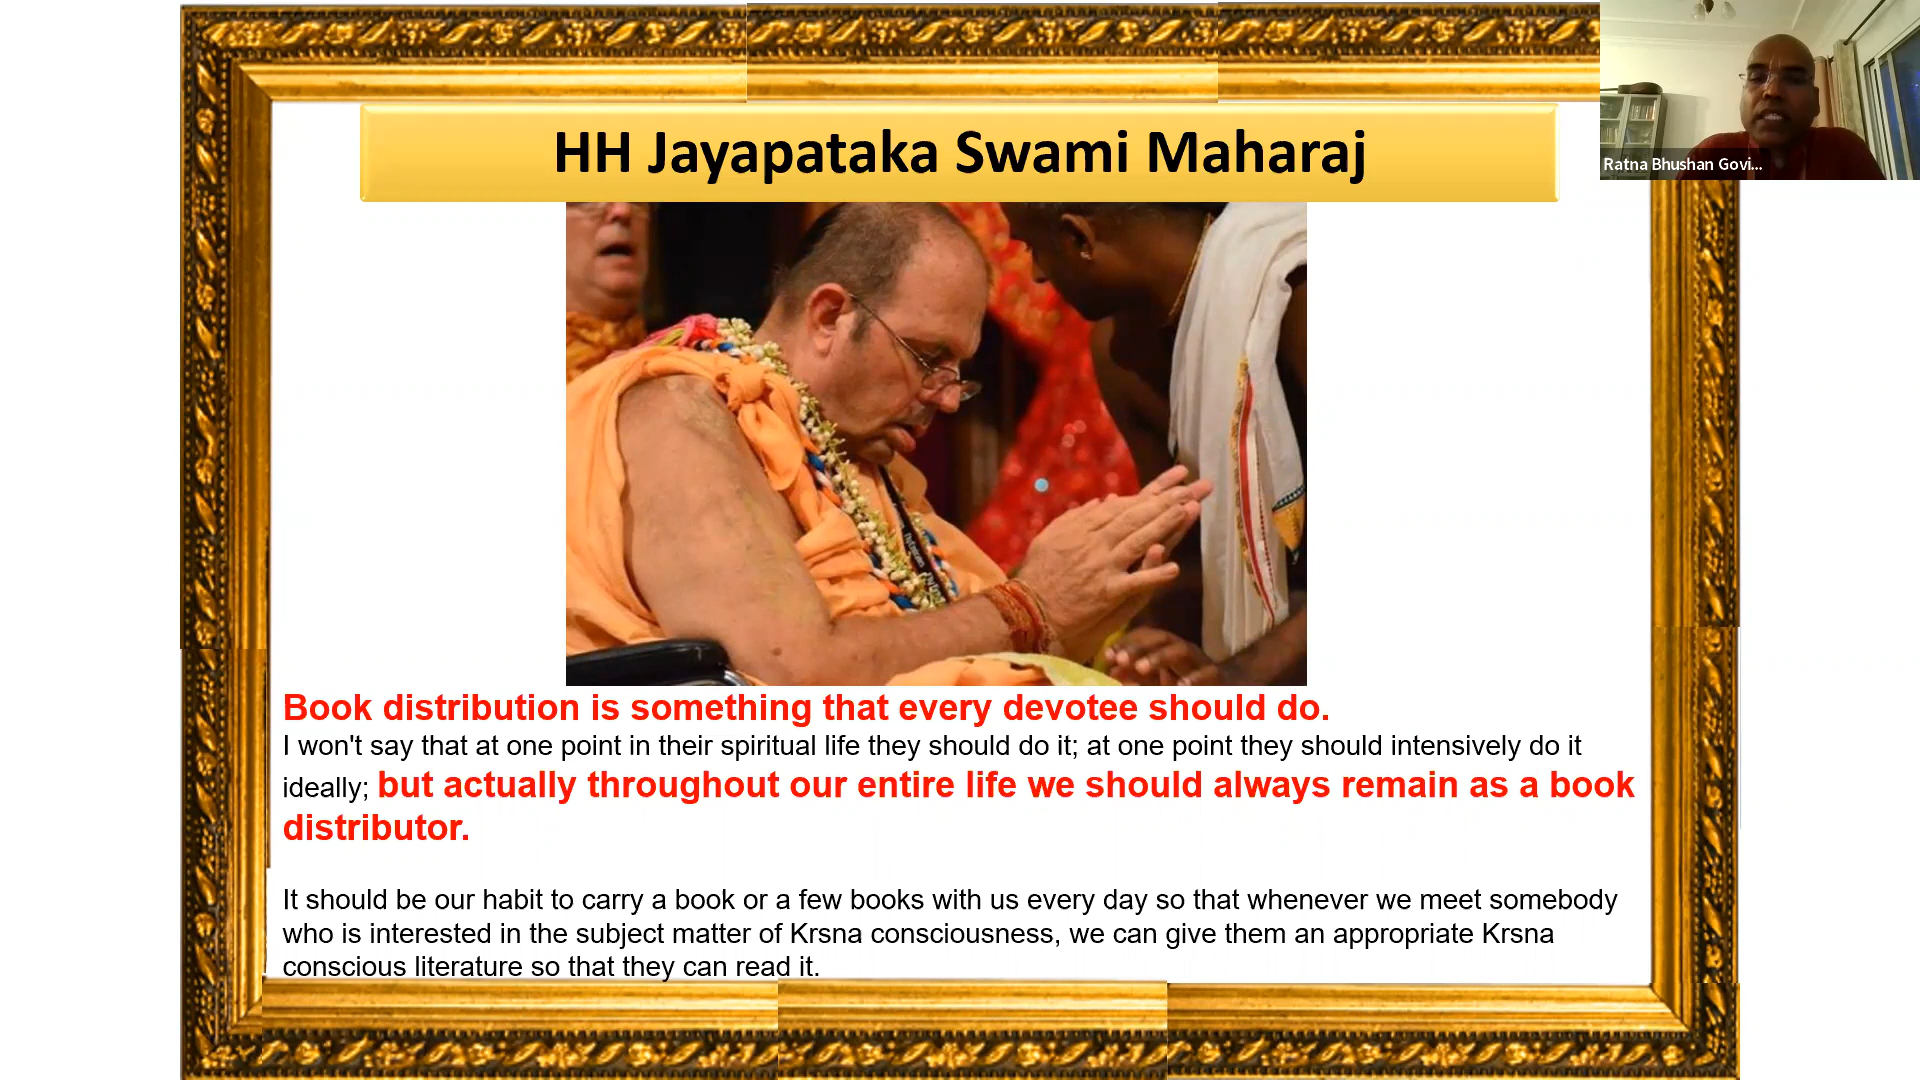 HH Jayapataka Swami Maharaj
Ratna Bhushan Govi...
Book distribution is something that every devotee should do.
I won't say that at one point in their spiritual life they should do it; at one point they should intensively do it
ideally; but actually throughout our entire life we should always remain as a book
distributor.
It should be our habit to carry a book or a few books with us every day so that whenever we meet somebody
who is interested in the subject matter of Krsna consciousness, we can give them an appropriate Krsna
conscious literature so that they can read it.